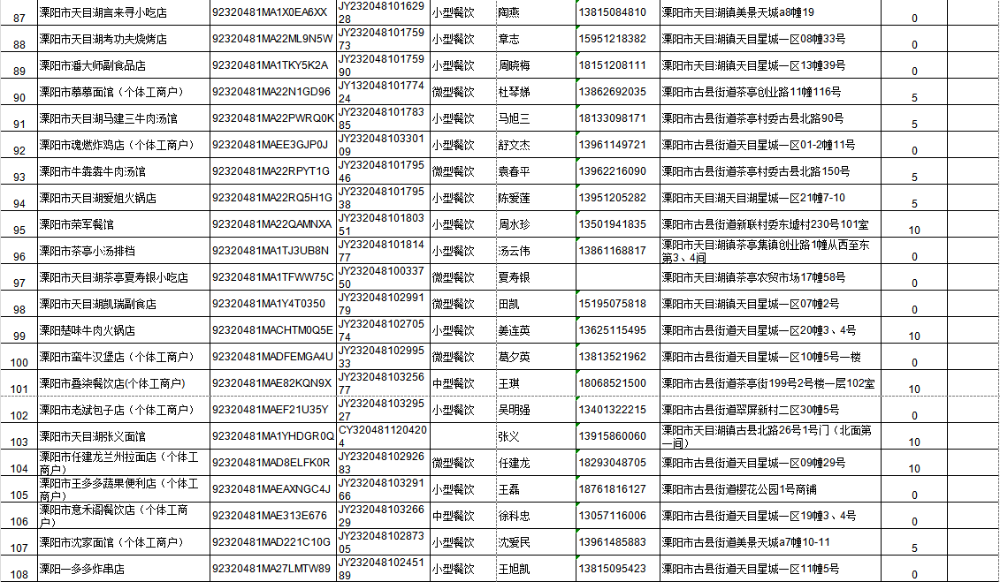 87 溧阳市天目湖言来寻小吃店 92320481MA1X0EA6XX JY23204810162928 小型餐饮 陶燕 13815084810 溧阳市天目湖镇美景天城a8幢19 0
88 溧阳市天目湖考功夫烧烤店 92320481MA22ML9N5W JY23204810175973 小型餐饮 章志 15951218382 溧阳市天目湖镇天目星城一区08幢33号 0
89 溧阳市潘大师副食品店 92320481MA1TKY5K2A JY23204810175990 小型餐饮 周晓梅 18151208111 溧阳市天目湖镇天目星城一区13幢39号 0
90 溧阳市藦藦面馆（个体工商户） 92320481MA22N1GD96 JY13204810177424 微型餐饮 杜琴娣 13862692035 溧阳市古县街道茶亭创业路11幢116号 5
91 溧阳市天目湖马建三牛肉汤馆 92320481MA22PWRQ0K JY23204810178385 小型餐饮 马旭三 18133098171 溧阳市古县街道茶亭村委古县北路90号 5
92 溧阳市魂燃炸鸡店（个体工商户） 92320481MAEE3GJP0J JY23204810330109 小型餐饮 舒文杰 13961149721 溧阳市古县街道天目星城一区01-2幢11号 0
93 溧阳市牛犇犇牛肉汤馆 92320481MA22RPYT1G JY23204810179546 微型餐饮 袁春平 13962216090 溧阳市古县街道茶亭村委古县北路150号 5
94 溧阳市天目湖爱姐火锅店 92320481MA22RQ5H1G JY23204810179538 小型餐饮 陈爱莲 13951205282 溧阳市天目湖天目湖星城一区21幢7-10 5
95 溧阳市荣军餐馆 92320481MA22QAMNXA JY23204810180351 小型餐饮 周水珍 13501941835 溧阳市古县街道新联村委东墟村230号101室 10
96 溧阳市茶亭小汤排档 92320481MA1TJ3UB8N JY23204810181477 小型餐饮 汤云伟 13861168817 溧阳市天目湖镇茶亭集镇创业路1幢从西至东第3、4间 0
97 溧阳市天目湖茶亭夏寿银小吃店 92320481MA1TFWW75C JY23204810033750 微型餐饮 夏寿银 溧阳市天目湖镇茶亭农贸市场17幢58号 0
98 溧阳市天目湖凯瑞副食店 92320481MA1Y4T0350 JY23204810299179 微型餐饮 田凯 15195075818 溧阳市天目湖镇天目星城一区07幢2号 0
99 溧阳楚味牛肉火锅店 92320481MACHTM0Q5E JY23204810270574 小型餐饮 姜连英 13625115495 溧阳市古县街道天目星城一区20幢3、4号 10
100 溧阳市蛮牛汉堡店（个体工商户） 92320481MADFEMGA4U JY23204810299533 微型餐饮 葛夕英 13813521962 溧阳市古县街道天目星城一区10幢5号一楼 0
101 溧阳市叠柒餐饮店(个体工商户) 92320481MAE82KQN9X JY23204810325677 中型餐饮 王琪 18068521500 溧阳市古县街道茶亭街199号2号楼一层102室 10
102 溧阳市老斌包子店（个体工商户） 92320481MAEF21U35Y JY23204810329527 小型餐饮 吴明强 13401322215 溧阳市古县街道翠屏新村二区30幢5号 0
103 溧阳市天目湖张义面馆 92320481MA1YHDGR0Q CY3204811204204 张义 13915860060 溧阳市天目湖镇古县北路26号1号门（北面第一间） 10
104 溧阳市任建龙兰州拉面店（个体工商户） 92320481MAD8ELFK0R JY23204810292683 微型餐饮 任建龙 18293048705 溧阳市古县街道天目星城一区09幢29号 10
105 溧阳市王多多蔬果便利店（个体工商户） 92320481MAEAXNGC4J JY23204810329166 小型餐饮 王磊 18761816127 溧阳市古县街道樱花公园1号商铺 0
106 溧阳市意禾阁餐饮店（个体工商户） 92320481MAE313E676 JY23204810326629 中型餐饮 徐科忠 13057116006 溧阳市古县街道天目星城一区19幢3、4号 0
107 溧阳市沈家面馆（个体工商户） 92320481MAD221C10G JY23204810287305 小型餐饮 沈爱民 13961485883 溧阳市古县街道美景天城a7幢10-11 5
108 溧阳一多多炸串店 92320481MA27LMTW89 JY23204810245189 小型餐饮 王旭凯 13815095423 溧阳市古县街道天目星城一区11幢5号 0